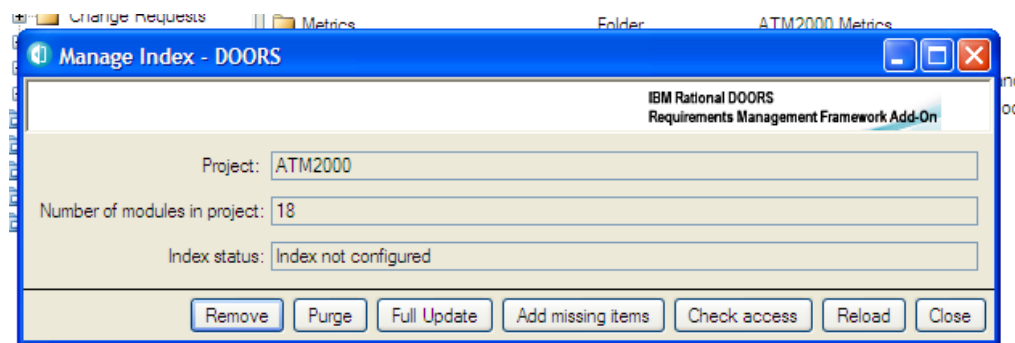 Change Requests
Metrics Folder ATM2000 Metrics
Manage Index - DOORS
IBM Rational DOORS
Requirements Management Framework Add-On
Project: ATM2000
Number of modules in project: 18
Index status: Index not configured
Remove Purge Full Update Add missing items Check access Reload Close